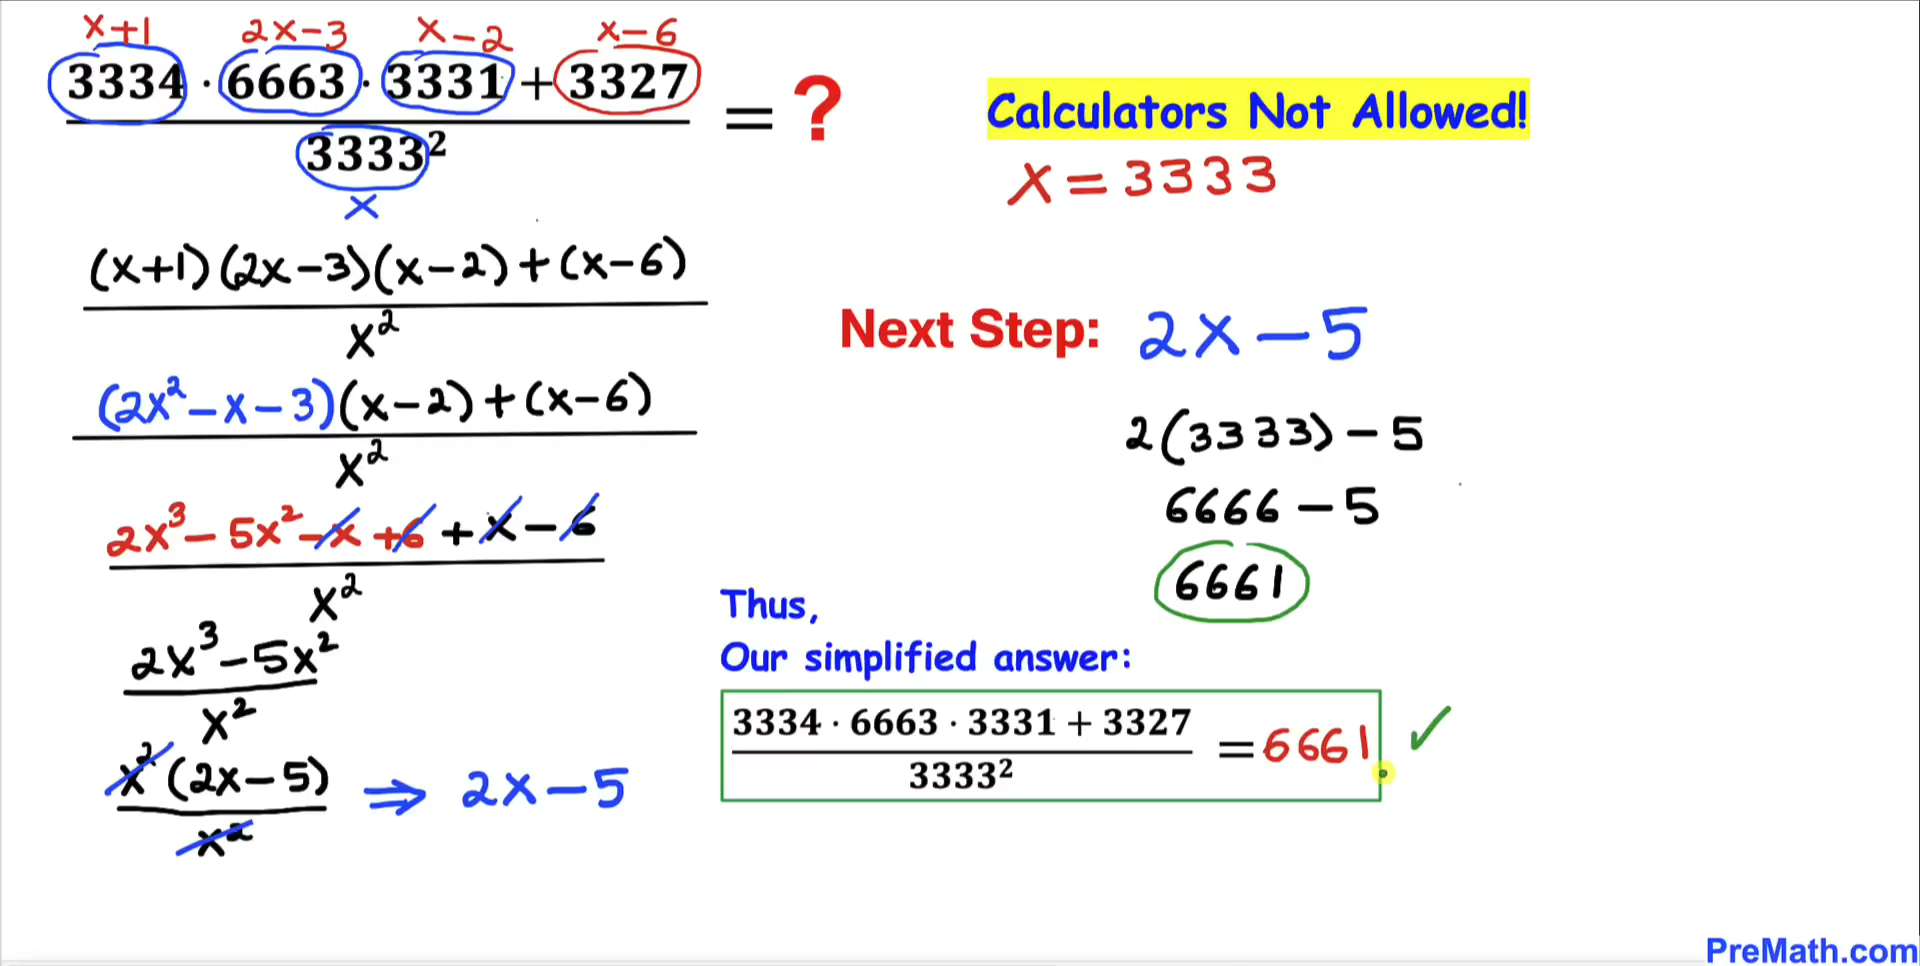 x+1 2x-3 x-2 x-6
3334 · 6663 · 3331 + 3327
3333²
x
= ?
Calculators Not Allowed!
x = 3333
(x+1)(2x-3)(x-2)+(x-6)
x²
(2x²-x-3)(x-2)+(x-6)
x²
2x³-5x²-x+6+x-6
x²
2x³-5x²
x²
x²(2x-5)
x²
⇒ 2x-5
Next Step: 2x-5
2(3333)-5
6666-5
6661
Thus,
Our simplified answer:
3334 · 6663 · 3331 + 3327
3333²
= 6661 ✓
PreMath.com